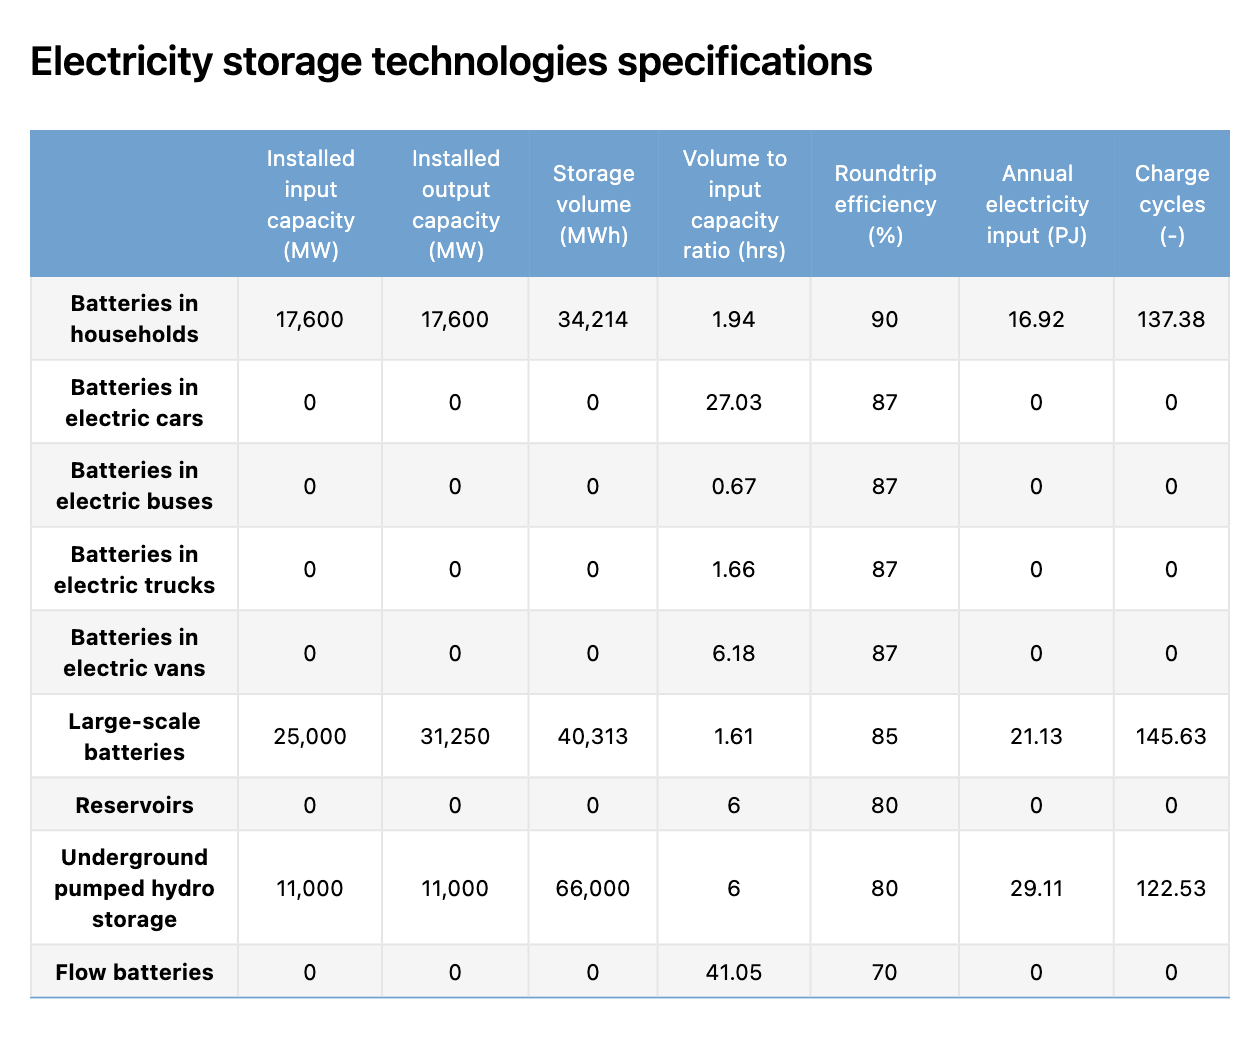 Electricity storage technologies specifications
Installed input capacity (MW) Installed output capacity (MW) Storage volume (MWh) Volume to input capacity ratio (hrs) Roundtrip efficiency (%) Annual electricity input (PJ) Charge cycles (-)
Batteries in households 17,600 17,600 34,214 1.94 90 16.92 137.38
Batteries in electric cars 0 0 0 27.03 87 0 0
Batteries in electric buses 0 0 0 0.67 87 0 0
Batteries in electric trucks 0 0 0 1.66 87 0 0
Batteries in electric vans 0 0 0 6.18 87 0 0
Large-scale batteries 25,000 31,250 40,313 1.61 85 21.13 145.63
Reservoirs 0 0 0 6 80 0 0
Underground pumped hydro storage 11,000 11,000 66,000 6 80 29.11 122.53
Flow batteries 0 0 0 41.05 70 0 0